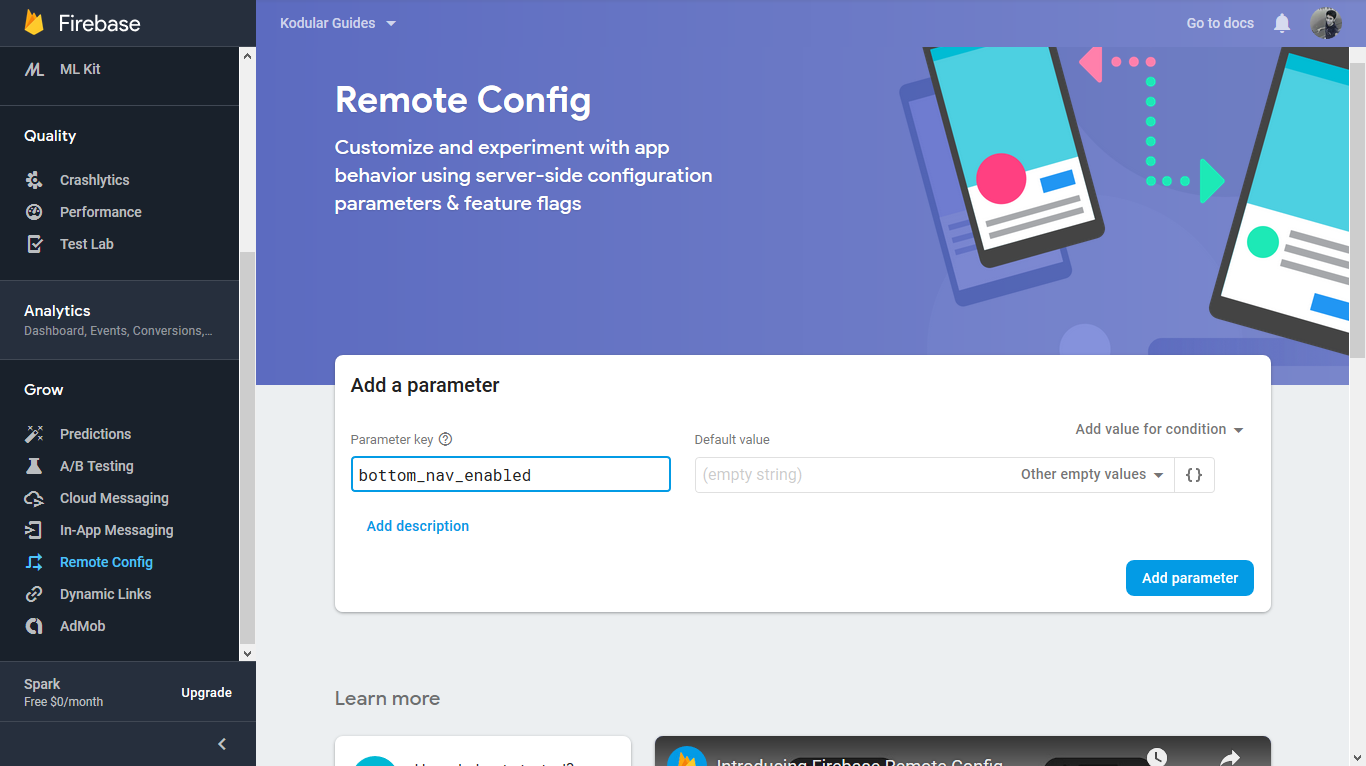 Firebase
Kodular Guides
Go to docs
ML Kit
Quality
Crashlytics
Performance
Test Lab
Analytics
Dashboard, Events, Conversions,...
Grow
Predictions
A/B Testing
Cloud Messaging
In-App Messaging
Remote Config
Dynamic Links
AdMob
Spark
Free $0/month
Upgrade
Remote Config
Customize and experiment with app
behavior using server-side configuration
parameters & feature flags
Add a parameter
Parameter key
Default value
Add value for condition
bottom_nav_enabled
(empty string)
Other empty values
{}
Add description
Add parameter
Learn more
Introducing Firebase Remote Config